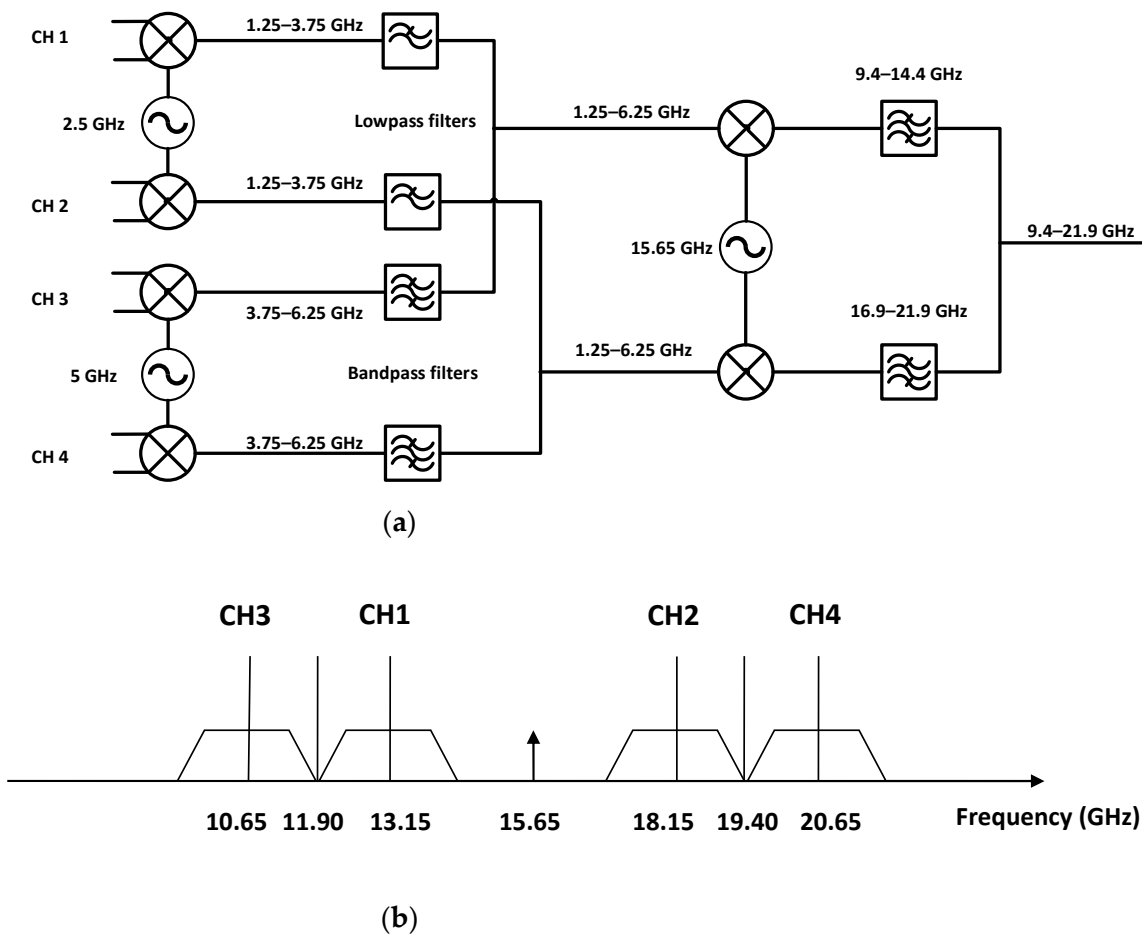 CH 1
1.25–3.75 GHz
9.4–14.4 GHz
2.5 GHz
Lowpass filters
1.25–6.25 GHz
CH 2
1.25–3.75 GHz
15.65 GHz
9.4–21.9 GHz
CH 3
3.75–6.25 GHz
16.9–21.9 GHz
5 GHz
Bandpass filters
1.25–6.25 GHz
CH 4
3.75–6.25 GHz
(a)
CH3
CH1
CH2
CH4
10.65
11.90
13.15
15.65
18.15
19.40
20.65
Frequency (GHz)
(b)